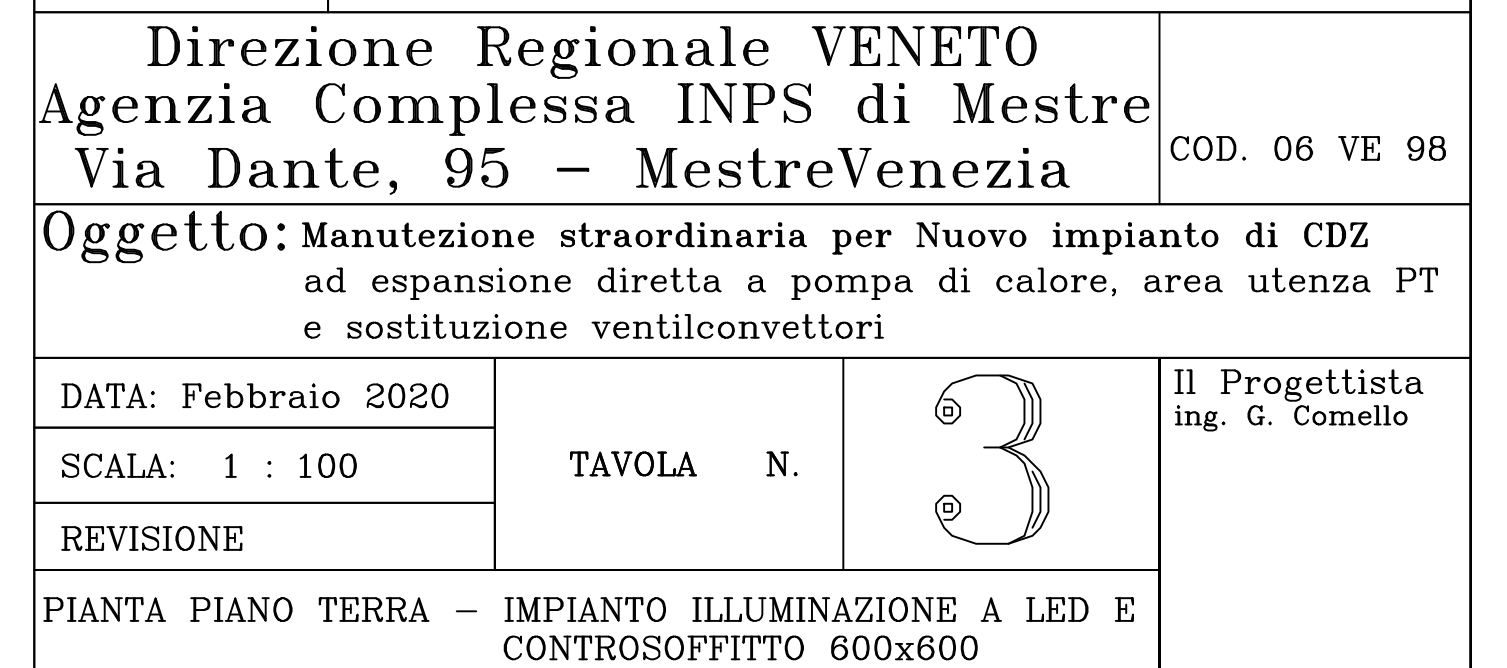 Direzione Regionale VENETO
Agenzia Complessa INPS di Mestre
Via Dante, 95 – MestreVenezia
COD. 06 VE 98
Oggetto: Manutezione straordinaria per Nuovo impianto di CDZ
ad espansione diretta a pompa di calore, area utenza PT
e sostituzione ventilconvettori
DATA: Febbraio 2020
SCALA: 1 : 100
REVISIONE
TAVOLA N.
3
Il Progettista
ing. G. Comello
PIANTA PIANO TERRA – IMPIANTO ILLUMINAZIONE A LED E
CONTROSOFFITTO 600x600